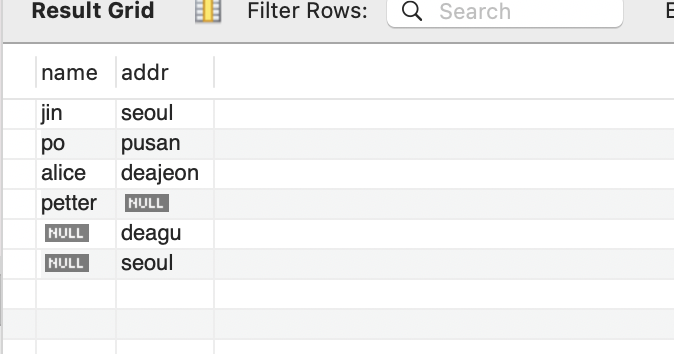 Result Grid Filter Rows: Search E
name addr
jin seoul
po pusan
alice deajeon
petter NULL
NULL deagu
NULL seoul